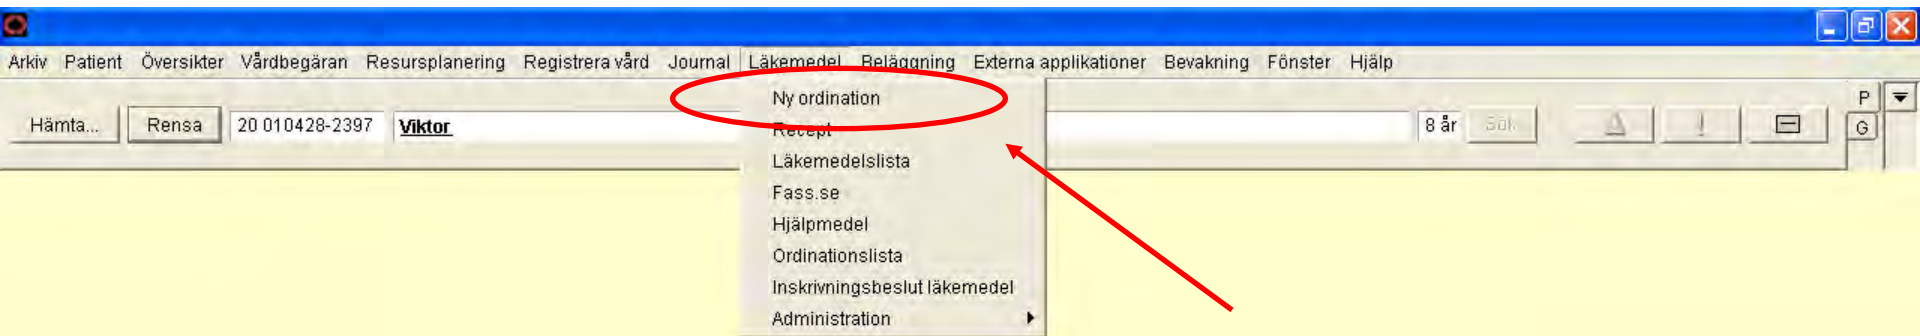 Arkiv Patient Översikter Vårdbegäran Resursplanering Registrera vård Journal Läkemedel Beläggning Externa applikationer Bevakning Fönster Hjälp
Ny ordination
Hämta... Rensa 20 010428-2397 Viktor 8 år Sök P
G
Recept
Läkemedelslista
Fass.se
Hjälpmedel
Ordinationslista
Inskrivningsbeslut läkemedel
Administration